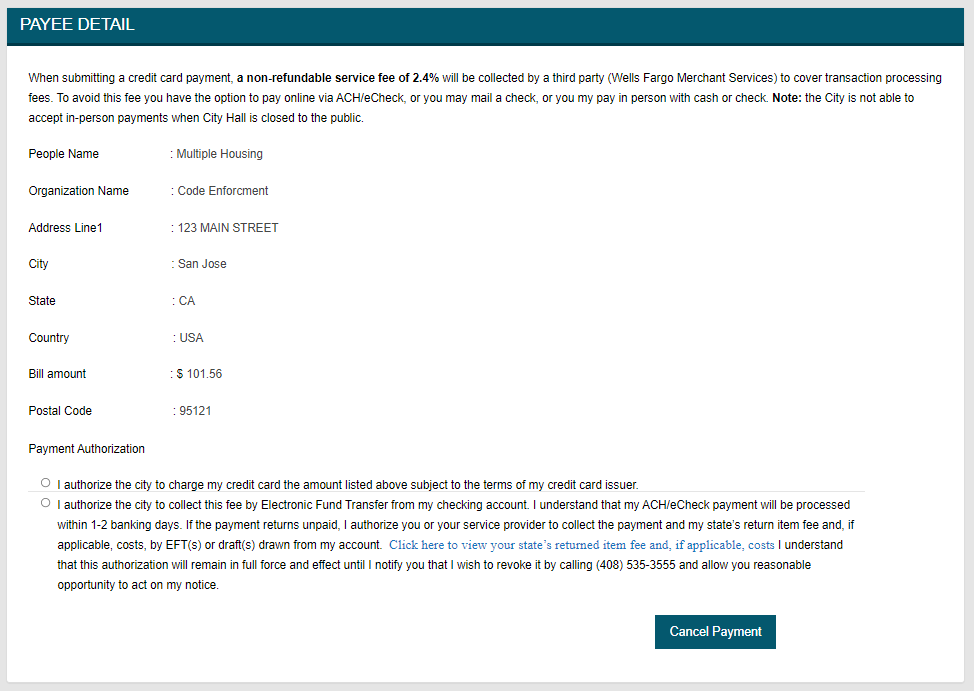 PAYEE DETAIL
When submitting a credit card payment, a non-refundable service fee of 2.4% will be collected by a third party (Wells Fargo Merchant Services) to cover transaction processing
fees. To avoid this fee you have the option to pay online via ACH/eCheck, or you may mail a check, or you my pay in person with cash or check. Note: the City is not able to
accept in-person payments when City Hall is closed to the public.
People Name : Multiple Housing
Organization Name : Code Enforcment
Address Line1 : 123 MAIN STREET
City : San Jose
State : CA
Country : USA
Bill amount : $ 101.56
Postal Code : 95121
Payment Authorization
I authorize the city to charge my credit card the amount listed above subject to the terms of my credit card issuer.
I authorize the city to collect this fee by Electronic Fund Transfer from my checking account. I understand that my ACH/eCheck payment will be processed
within 1-2 banking days. If the payment returns unpaid, I authorize you or your service provider to collect the payment and my state's return item fee and, if
applicable, costs, by EFT(s) or draft(s) drawn from my account. Click here to view your state's returned item fee and, if applicable, costs I understand
that this authorization will remain in full force and effect until I notify you that I wish to revoke it by calling (408) 535-3555 and allow you reasonable
opportunity to act on my notice.
Cancel Payment